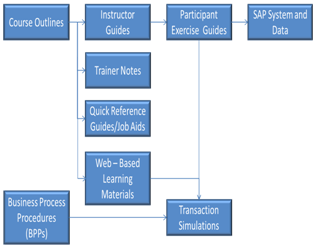 Course Outlines
Instructor
Guides
Participant
Exercise Guides
SAP System and
Data
Trainer Notes
Quick Reference
Guides/Job Aids
Web – Based
Learning
Materials
Business Process
Procedures
(BPPs)
Transaction
Simulations